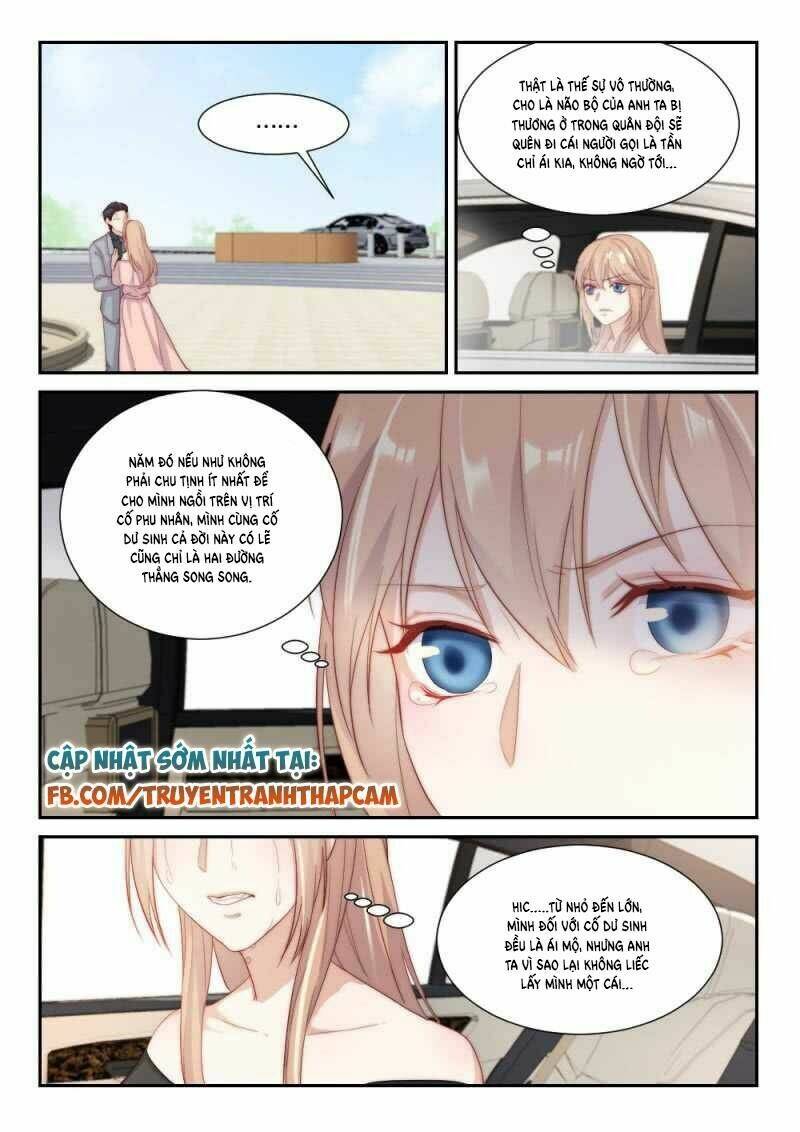 ......
THẬT LÀ THẾ SỰ VÔ THƯỜNG,
CHO LÀ NÃO BỘ CỦA ANH TA BỊ
THƯƠNG Ở TRONG QUÂN ĐỘI SẼ
QUÊN ĐI CÁI NGƯỜI GỌI LÀ TẦN
CHỈ ÁI KIA, KHÔNG NGỜ TỚI...
NĂM ĐÓ NẾU NHƯ KHÔNG
PHẢI CHU TỊNH ÍT NHẤT ĐỂ
CHO MÌNH NGỒI TRÊN VỊ TRÍ
CỐ PHU NHÂN, MÌNH CÙNG CỐ
DƯ SINH CẢ ĐỜI NÀY CÓ LẼ
CŨNG CHỈ LÀ HAI ĐƯỜNG
THẲNG SONG SONG.
CẬP NHẬT SỚM NHẤT TẠI:
FB.COM/TRUYENTRANHTHAPCAM
HIC.....TỪ NHỎ ĐẾN LỚN,
MÌNH ĐỐI VỚI CỐ DƯ SINH
ĐỀU LÀ ÁI MỘ, NHƯNG ANH
TA VÌ SAO LẠI KHÔNG LIẾC
LẤY MÌNH MỘT CÁI...